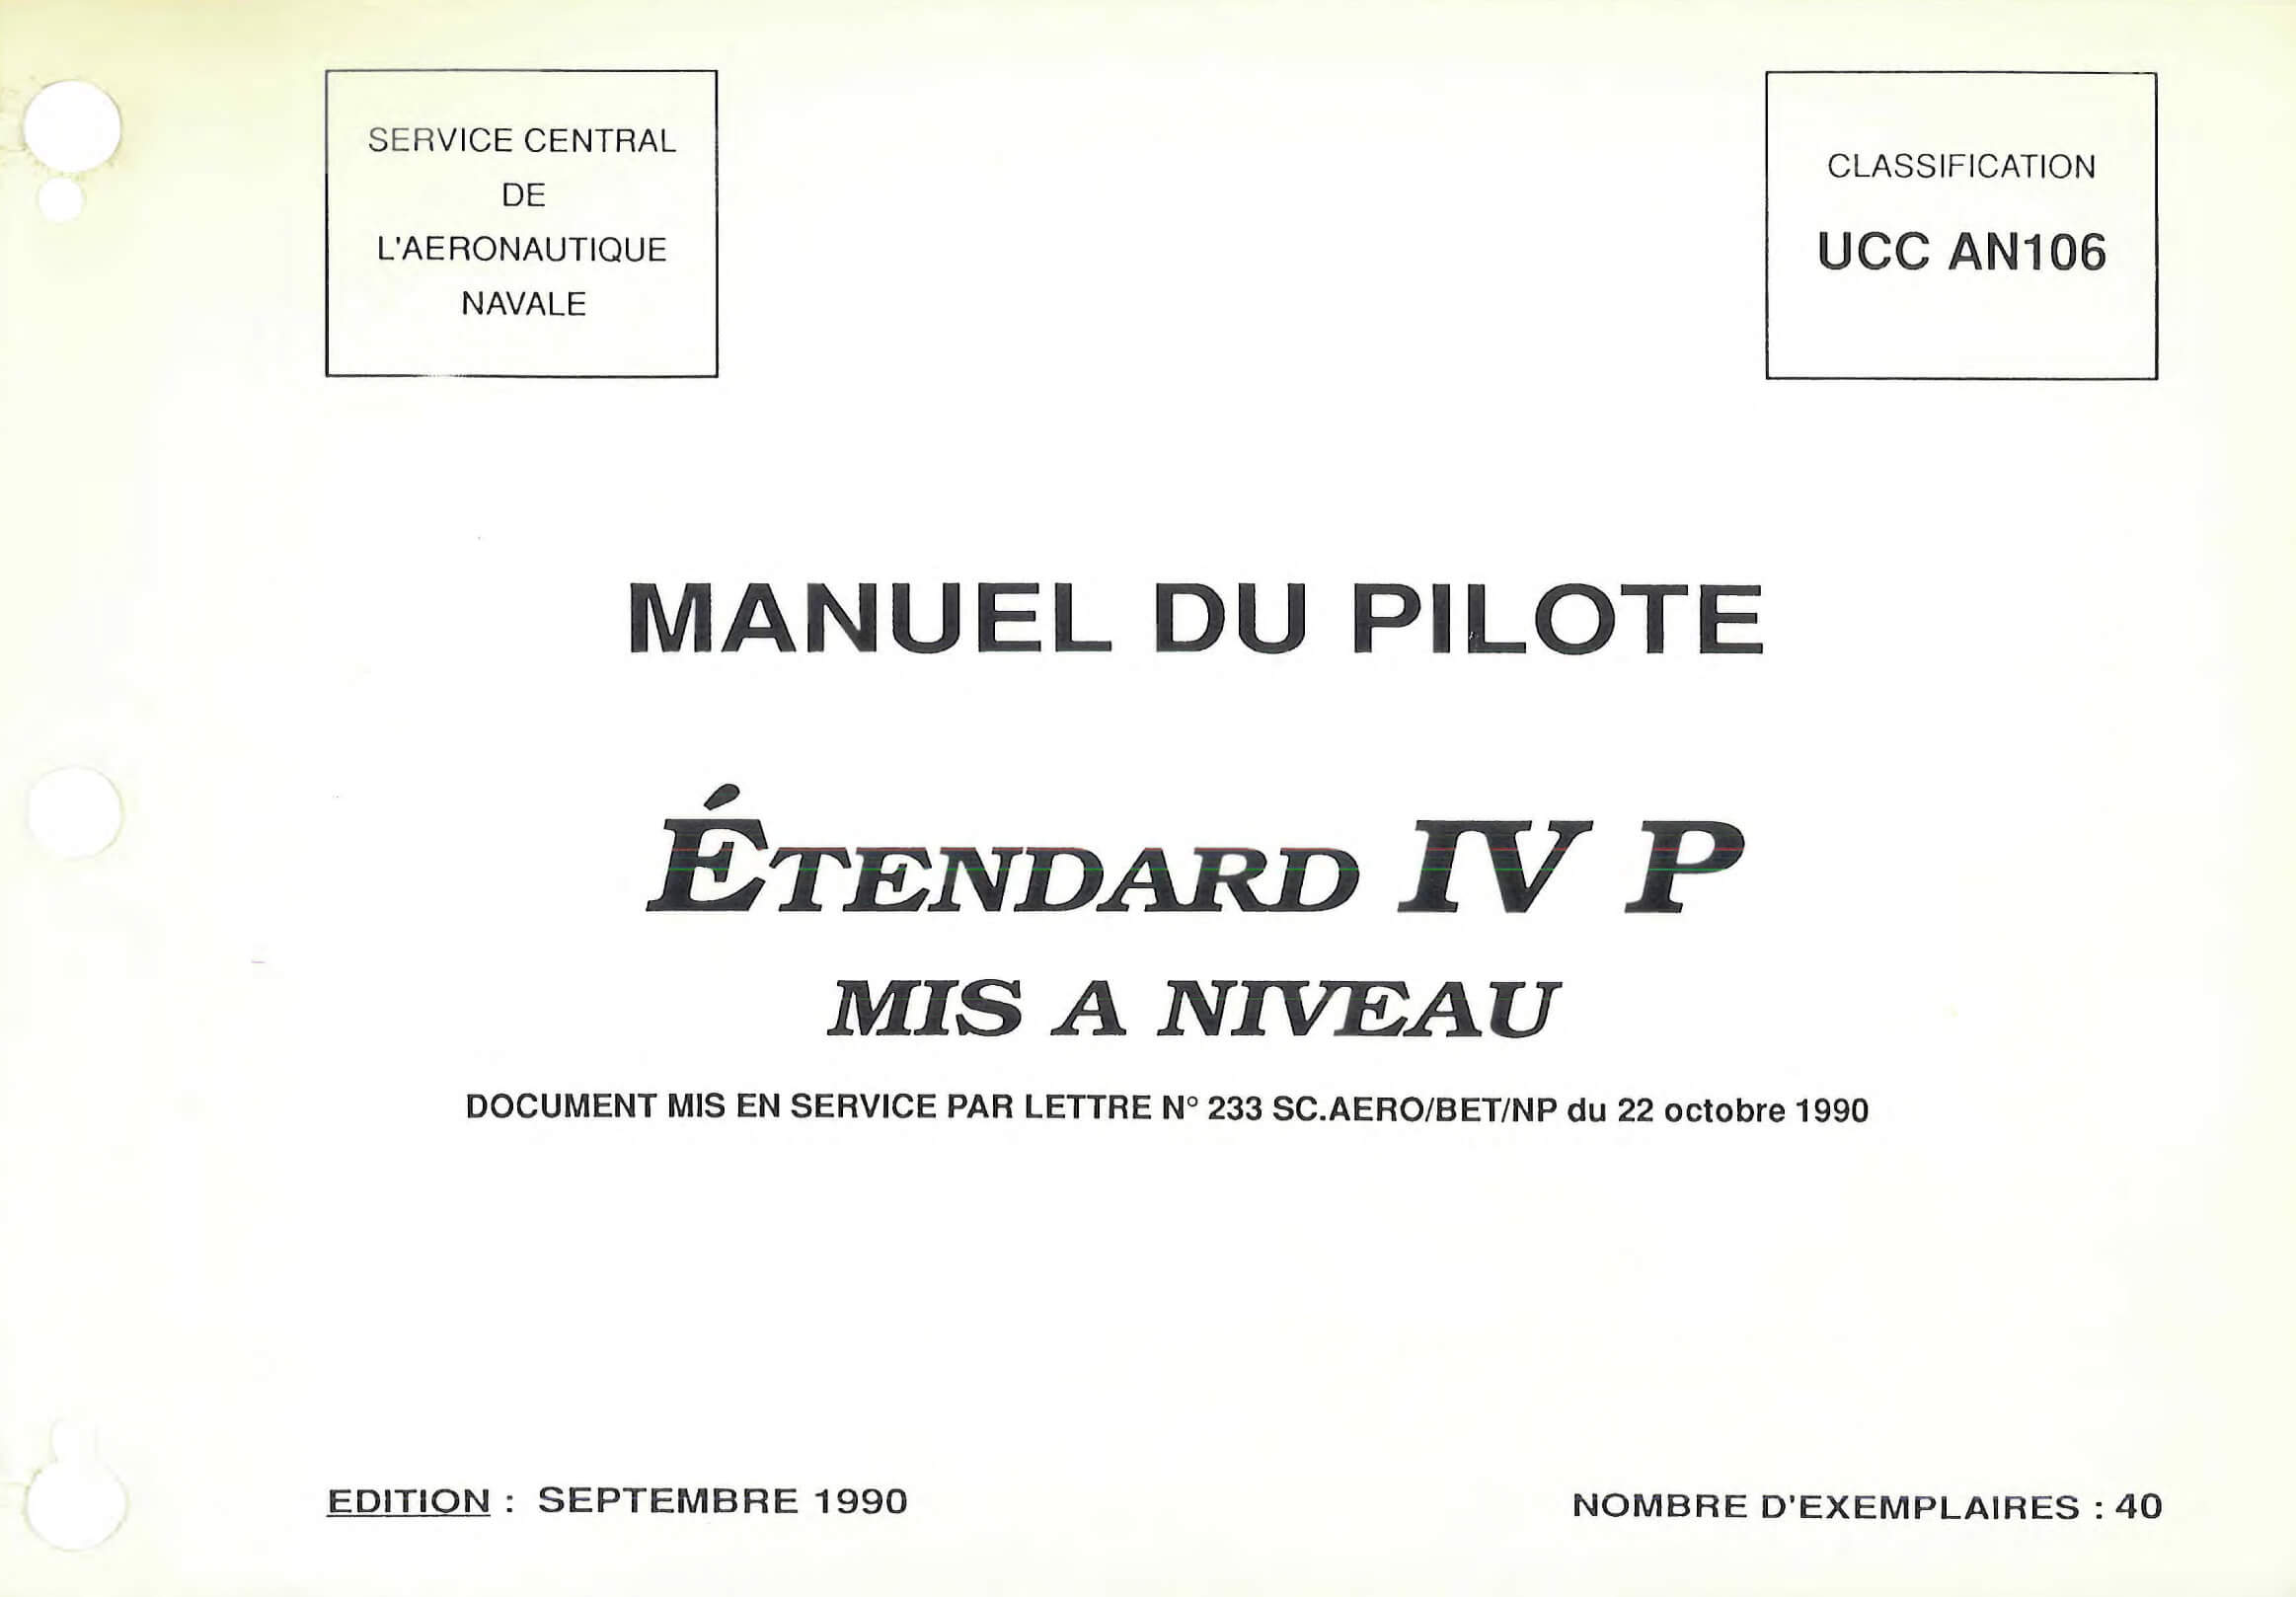 SERVICE CENTRAL
DE
L'AERONAUTIQUE
NAVALE
CLASSIFICATION
UCC AN106
MANUEL DU PILOTE
ÉTENDARD IV P
MIS A NIVEAU
DOCUMENT MIS EN SERVICE PAR LETTRE N° 233 SC.AERO/BET/NP du 22 octobre 1990
EDITION : SEPTEMBRE 1990
NOMBRE D'EXEMPLAIRES : 40